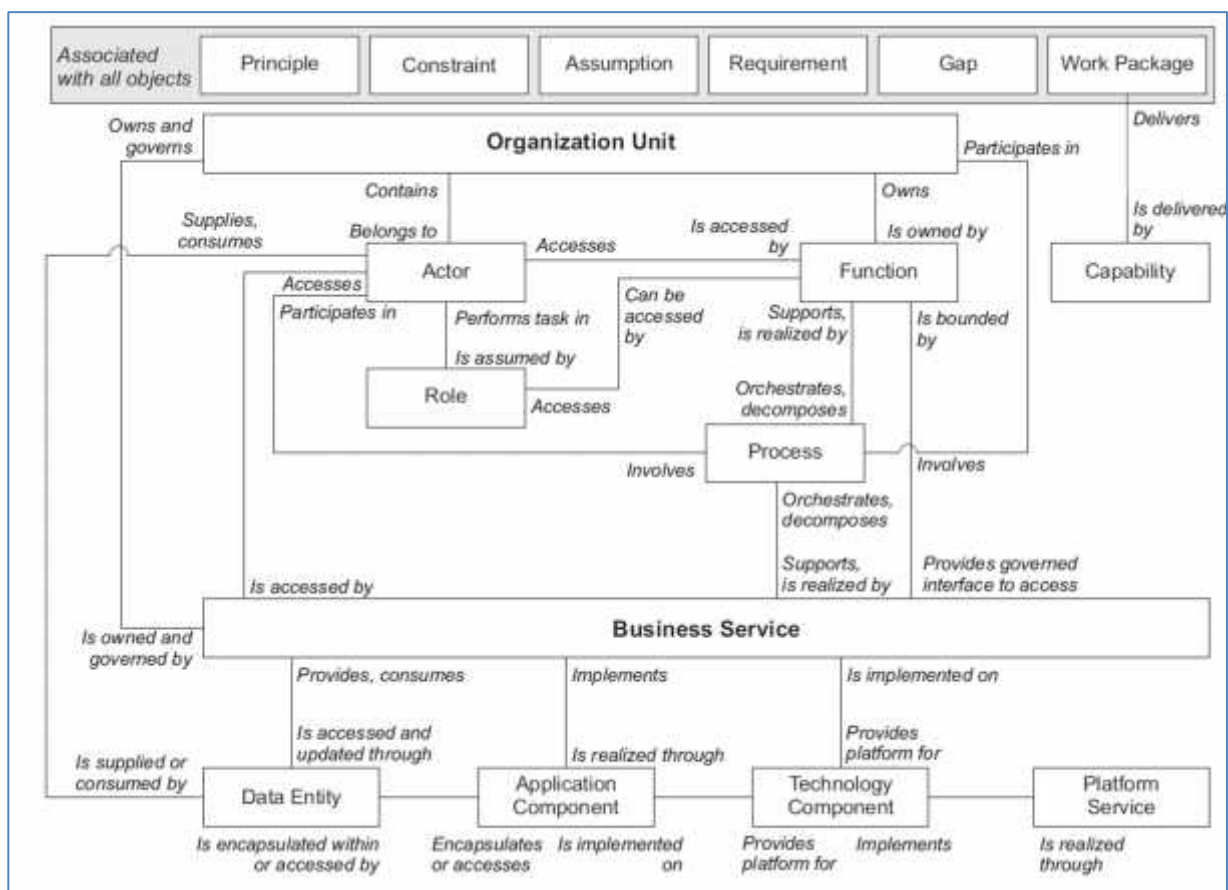 Associated
with all objects
Principle
Constraint
Assumption
Requirement
Gap
Work Package
Owns and
governs
Organization Unit
Participates in
Delivers
Contains
Owns
Supplies,
consumes
Belongs to
Accesses
Is accessed
by
Is owned by
Is delivered
by
Actor
Function
Capability
Accesses
Participates in
Performs task in
Can be
accessed
by
Supports,
is realized by
Is bounded
by
Is assumed by
Role
Accesses
Orchestrates,
decomposes
Process
Involves
Involves
Orchestrates,
decomposes
Is accessed by
Supports,
is realized by
Provides governed
interface to access
Business Service
Is owned and
governed by
Provides, consumes
Implements
Is implemented on
Is accessed and
updated through
Is realized through
Provides
platform for
Is supplied or
consumed by
Data Entity
Application
Component
Technology
Component
Platform
Service
Is encapsulated within
or accessed by
Encapsulates
or accesses
Is implemented
on
Provides
platform for
Implements
Is realized
through